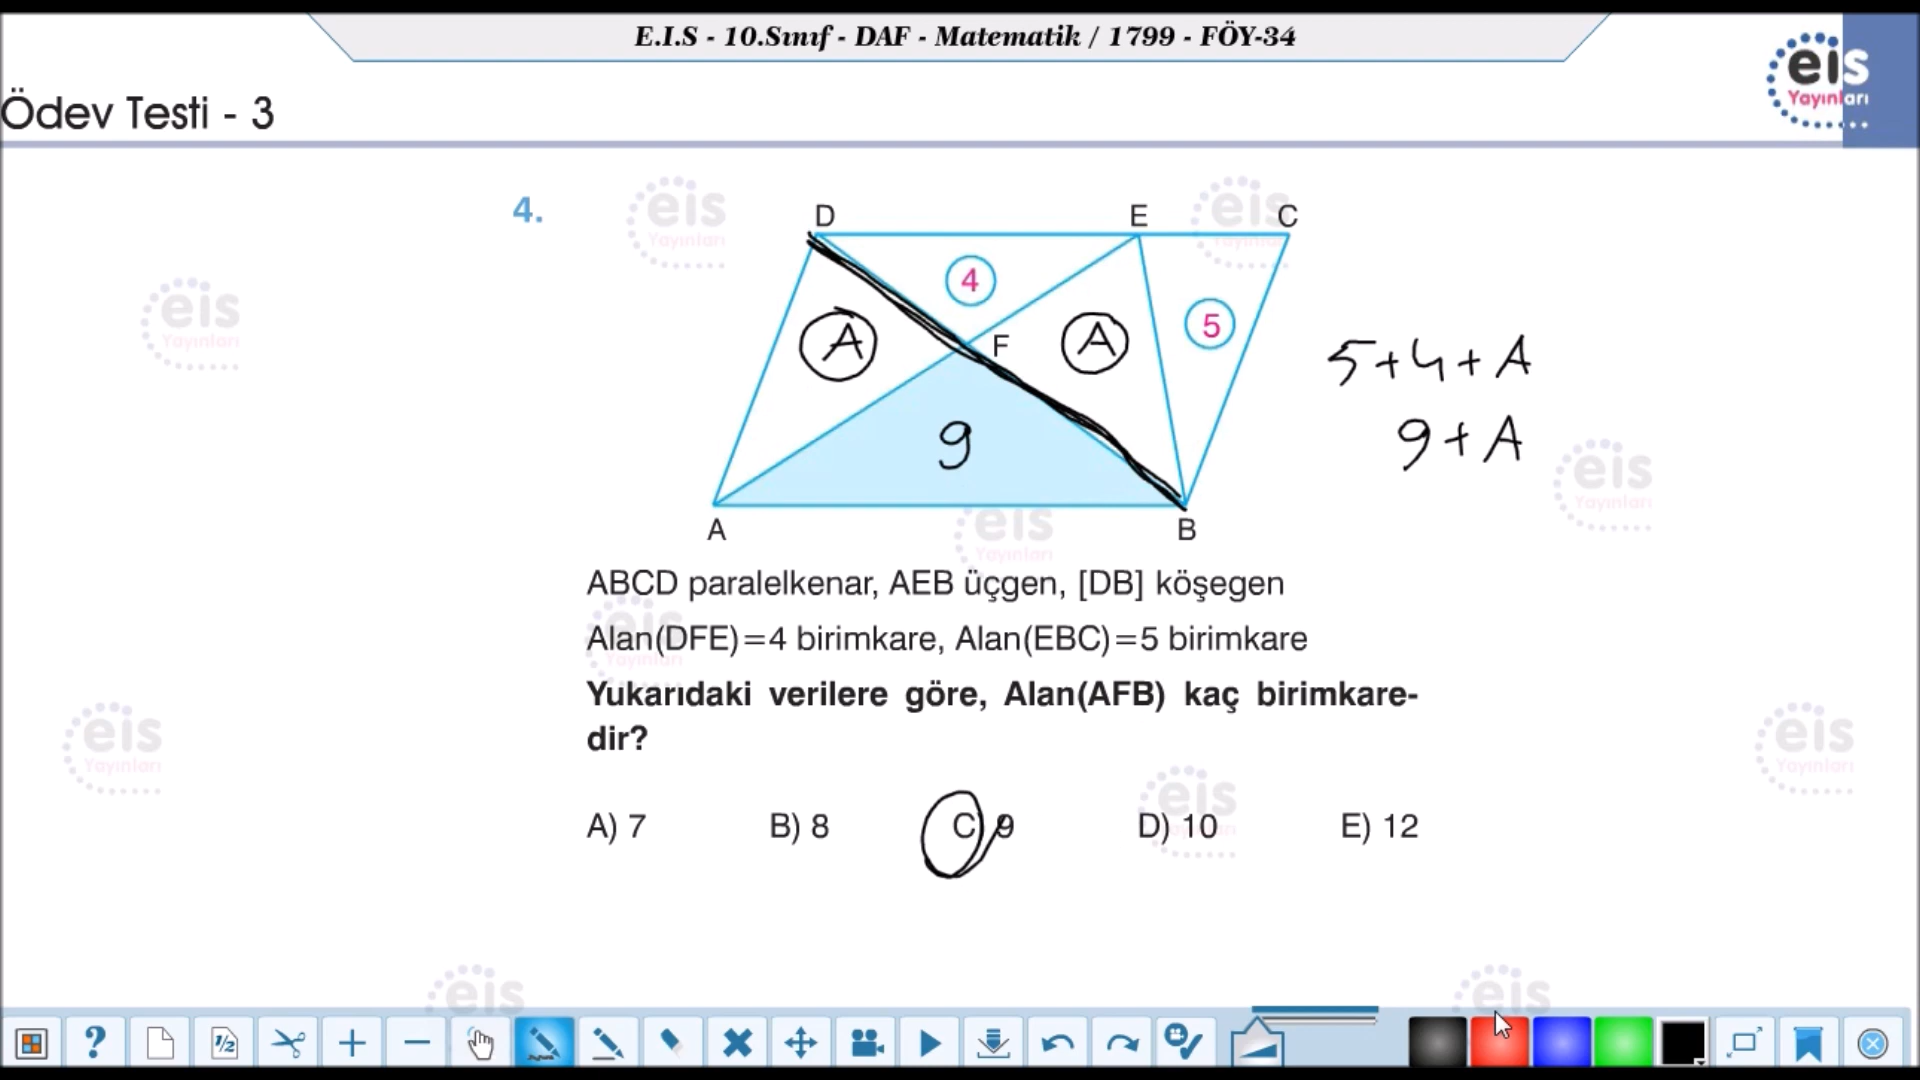 E.I.S - 10.Sınıf - DAF - Matematik / 1799 - FÖY-34
eis
Yayınları
Ödev Testi - 3
4.
D E C
4
A
F
A
5
9
A B
5+4+A
9+A
ABCD paralelkenar, AEB üçgen, [DB] köşegen
Alan(DFE)=4 birimkare, Alan(EBC)=5 birimkare
Yukarıdaki verilere göre, Alan(AFB) kaç birimkare-
dir?
A) 7 B) 8 C) 9 D) 10 E) 12